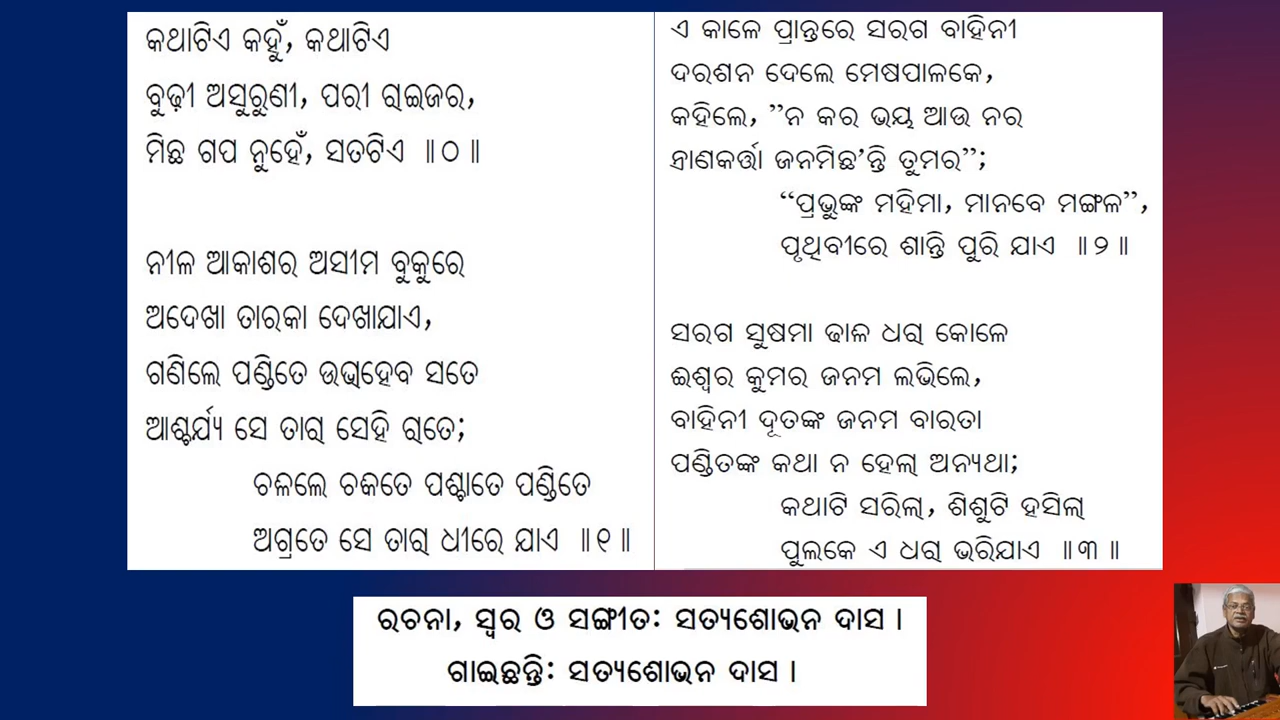 କଥାଟିଏ କହୁଁ, କଥାଟିଏ
ବୁଢ଼ୀ ଅସୁରୁଣୀ, ପରୀ ରାଇଜର,
ମିଛ ଗପ ନୁହେଁ, ସତଟିଏ ॥୦॥
ନୀଳ ଆକାଶର ଅସୀମ ବୁକୁରେ
ଅଦେଖା ତାରକା ଦେଖାଯାଏ,
ଗଣିଲେ ପଣ୍ଡିତେ ଉଦ୍ଭାହେବ ସତେ
ଆଶ୍ଚର୍ଯ୍ୟ ସେ ତାରା ସେହି ରାତେ;
ଚଳଲେ ଚକତେ ପଶ୍ଚାତେ ପଣ୍ଡିତେ
ଅଗ୍ରତେ ସେ ତାରା ଧୀରେ ଯାଏ ॥୧॥
ଏ କାଳେ ପ୍ରାନ୍ତରେ ସରଗ ବାହିନୀ
ଦରଶନ ଦେଲେ ମେଷପାଳକେ,
କହିଲେ, ”ନ କର ଭୟ ଆଉ ନର
ତ୍ରାଣକର୍ତ୍ତା ଜନମିଛ’ନ୍ତି ତୁମର”;
“ପ୍ରଭୁଙ୍କ ମହିମା, ମାନବେ ମଙ୍ଗଳ”,
ପୃଥିବୀରେ ଶାନ୍ତି ପୁରି ଯାଏ ॥୨॥
ସରଗ ସୁଷମା ଢାଳ ଧରା କୋଳେ
ଈଶ୍ଵର କୁମର ଜନମ ଲଭିଲେ,
ବାହିନୀ ଦୂତଙ୍କ ଜନମ ବାରତା
ପଣ୍ଡିତଙ୍କ କଥା ନ ହେଲା ଅନ୍ୟଥା;
କଥାଟି ସରିଲା, ଶିଶୁଟି ହସିଲା
ପୁଲକେ ଏ ଧରା ଭରିଯାଏ ॥୩॥
ରଚନା, ସ୍ୱର ଓ ସଙ୍ଗୀତଃ ସତ୍ୟଶୋଭନ ଦାସ।
ଗାଇଛନ୍ତିଃ ସତ୍ୟଶୋଭନ ଦାସ।